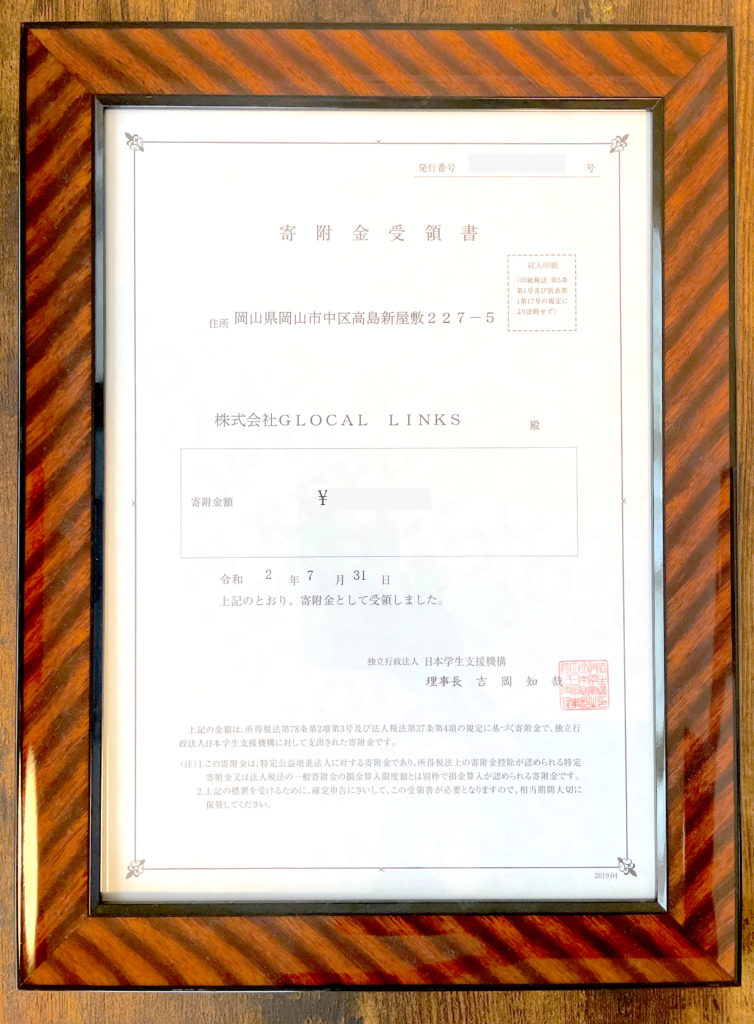 発行番号 号
寄附金受領書
収入印紙
(印紙税法 第5条
第1号及び別表第
1第17号の規定に
より添附せず)
住所 岡山県岡山市中区高島新屋敷227-5
株式会社GLOCAL LINKS 殿
寄附金額 ¥
令和 2 年 7 月 31 日
上記のとおり、寄附金として受領しました。
独立行政法人 日本学生支援機構
理事長 吉岡知哉
上記の金額は、所得税法第78条第2項第3号及び法人税法第37条第4項の規定に基づく寄附金で、独立行
政法人日本学生支援機構に対して支出された寄附金です。
(注)1.この寄附金は、特定公益増進法人に対する寄附金であり、所得税法上の寄附金控除が認められる特定
寄附金又は法人税法の一般寄附金の損金算入限度額とは別枠で損金算入が認められる寄附金です。
2.上記の措置を受けるために、確定申告にさいして、この受領書が必要となりますので、相当期間大切に
保管してください。
2019.04